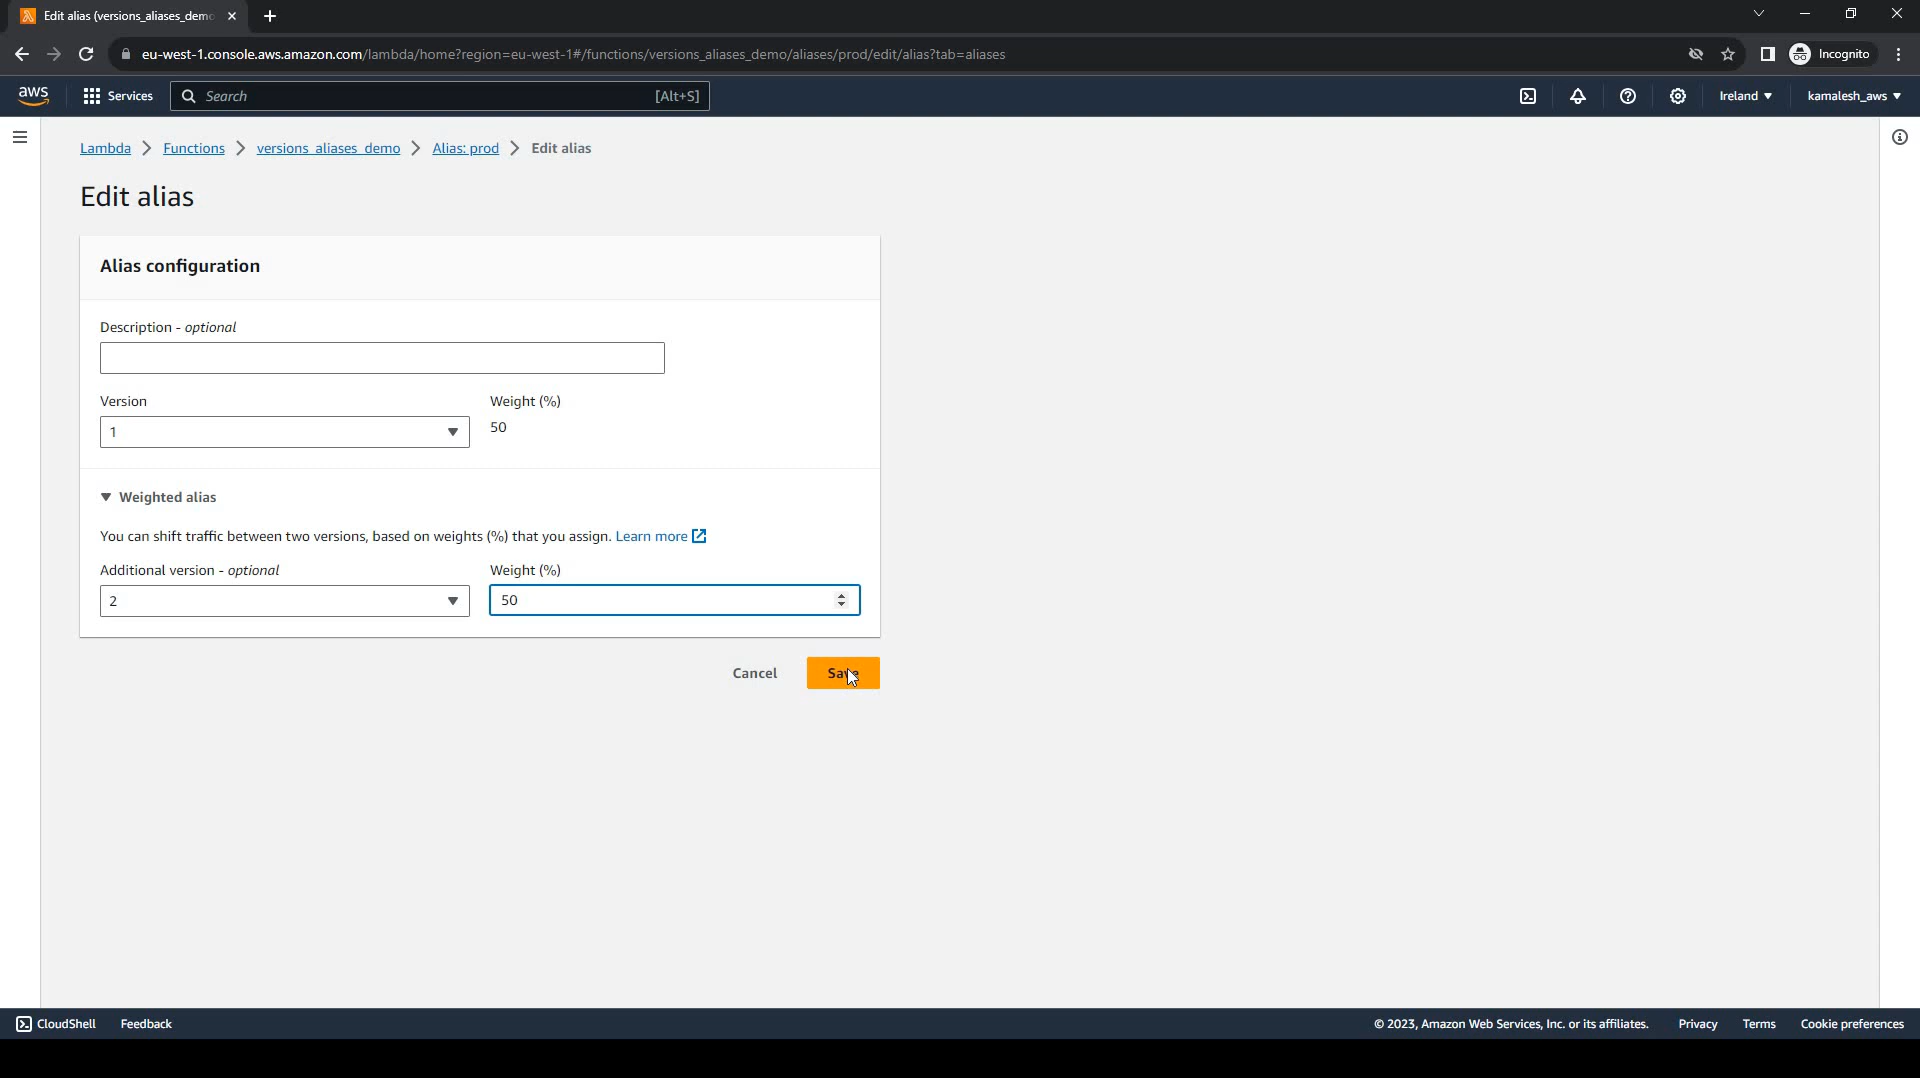 Edit alias (versions_aliases_demo
eu-west-1.console.aws.amazon.com/lambda/home?region=eu-west-1#/functions/versions_aliases_demo/aliases/prod/edit/alias?tab=aliases
Incognito
aws
Services
Search
[Alt+S]
Ireland
kamalesh_aws
Lambda
Functions
versions_aliases_demo
Alias: prod
Edit alias
Edit alias
Alias configuration
Description - optional
Version
Weight (%)
1
50
Weighted alias
You can shift traffic between two versions, based on weights (%) that you assign. Learn more
Additional version - optional
Weight (%)
2
50
Cancel
Save
CloudShell
Feedback
© 2023, Amazon Web Services, Inc. or its affiliates.
Privacy
Terms
Cookie preferences